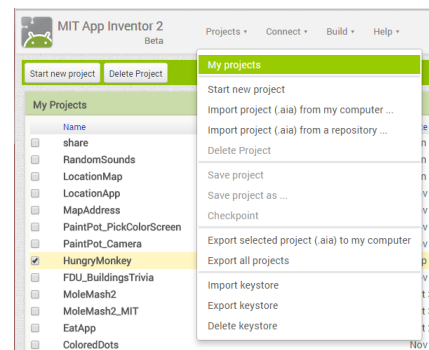 MIT App Inventor 2
Beta
Projects Connect Build Help
Start new project Delete Project
My projects
Start new project
Import project (.aia) from my computer ...
Import project (.aia) from a repository ...
Delete Project
Save project
Save project as ...
Checkpoint
Export selected project (.aia) to my computer
Export all projects
Import keystore
Export keystore
Delete keystore
My Projects
Name
share
RandomSounds
LocationMap
LocationApp
MapAddress
PaintPot_PickColorScreen
PaintPot_Camera
HungryMonkey
FDU_BuildingsTrivia
MoleMash2
MoleMash2_MIT
EatApp
ColoredDots Nov